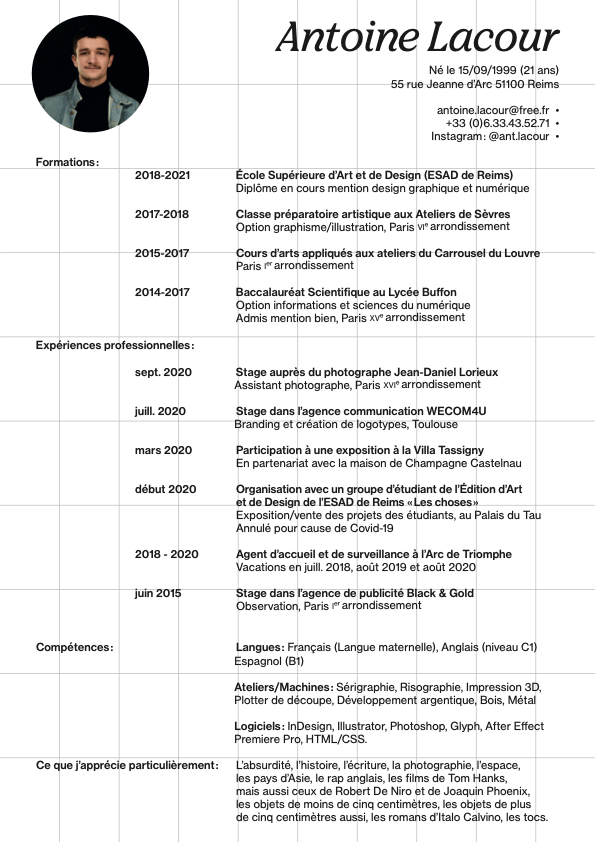 Antoine Lacour
Né le 15/09/1999 (21 ans)
55 rue Jeanne d'Arc 51100 Reims
antoine.lacour@free.fr •
+33 (0)6.33.43.52.71 •
Instagram : @ant.lacour •
Formations :
2018-2021 École Supérieure d'Art et de Design (ESAD de Reims)
Diplôme en cours mention design graphique et numérique
2017-2018 Classe préparatoire artistique aux Ateliers de Sèvres
Option graphisme/illustration, Paris VIe arrondissement
2015-2017 Cours d'arts appliqués aux ateliers du Carrousel du Louvre
Paris Ier arrondissement
2014-2017 Baccalauréat Scientifique au Lycée Buffon
Option informations et sciences du numérique
Admis mention bien, Paris XVe arrondissement
Expériences professionnelles :
sept. 2020 Stage auprès du photographe Jean-Daniel Lorieux
Assistant photographe, Paris XVIe arrondissement
juill. 2020 Stage dans l'agence communication WECOM4U
Branding et création de logotypes, Toulouse
mars 2020 Participation à une exposition à la Villa Tassigny
En partenariat avec la maison de Champagne Castelnau
début 2020 Organisation avec un groupe d'étudiant de l'Édition d'Art
et de Design de l'ESAD de Reims «Les choses»
Exposition/vente des projets des étudiants, au Palais du Tau
Annulé pour cause de Covid-19
2018 - 2020 Agent d'accueil et de surveillance à l'Arc de Triomphe
Vacations en juill. 2018, août 2019 et août 2020
juin 2015 Stage dans l'agence de publicité Black & Gold
Observation, Paris Ier arrondissement
Compétences : Langues : Français (Langue maternelle), Anglais (niveau C1)
Espagnol (B1)
Ateliers/Machines : Sérigraphie, Risographie, Impression 3D,
Plotter de découpe, Développement argentique, Bois, Métal
Logiciels : InDesign, Illustrator, Photoshop, Glyph, After Effect
Premiere Pro, HTML/CSS.
Ce que j'apprécie particulièrement : L'absurdité, l'histoire, l'écriture, la photographie, l'espace,
les pays d'Asie, le rap anglais, les films de Tom Hanks,
mais aussi ceux de Robert De Niro et de Joaquin Phoenix,
les objets de moins de cinq centimètres, les objets de plus
de cinq centimètres aussi, les romans d'Italo Calvino, les tocs.